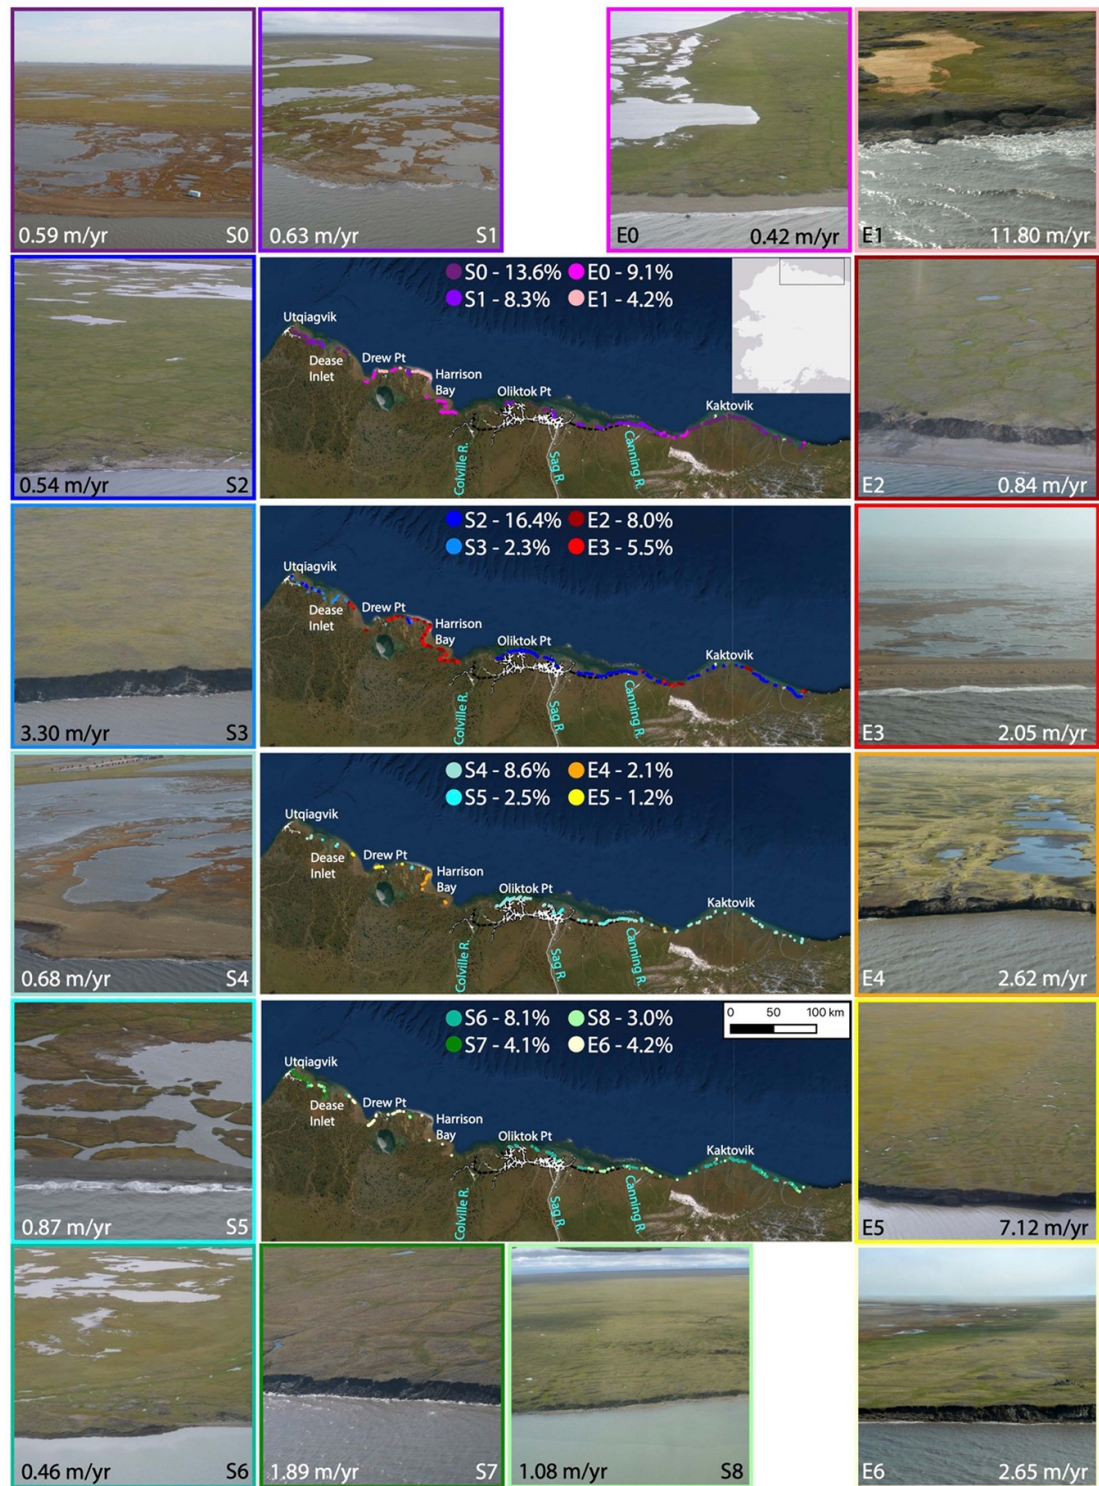 0.59 m/yr S0
0.63 m/yr S1
E0 0.42 m/yr
E1 11.80 m/yr
0.54 m/yr S2
S0 - 13.6% E0 - 9.1%
S1 - 8.3% E1 - 4.2%
Utqiagvik
Dease
Inlet
Drew Pt
Harrison
Bay
Oliktok Pt
Kaktovik
Colville R.
Sag R.
Canning R.
E2 0.84 m/yr
3.30 m/yr S3
S2 - 16.4% E2 - 8.0%
S3 - 2.3% E3 - 5.5%
Utqiagvik
Dease
Inlet
Drew Pt
Harrison
Bay
Oliktok Pt
Kaktovik
Colville R.
Sag R.
Canning R.
E3 2.05 m/yr
0.68 m/yr S4
S4 - 8.6% E4 - 2.1%
S5 - 2.5% E5 - 1.2%
Utqiagvik
Dease
Inlet
Drew Pt
Harrison
Bay
Oliktok Pt
Kaktovik
Colville R.
Sag R.
Canning R.
E4 2.62 m/yr
0.87 m/yr S5
S6 - 8.1% S8 - 3.0%
S7 - 4.1% E6 - 4.2%
0 50 100 km
Utqiagvik
Dease
Inlet
Drew Pt
Harrison
Bay
Oliktok Pt
Kaktovik
Colville R.
Sag R.
Canning R.
E5 7.12 m/yr
0.46 m/yr S6
1.89 m/yr S7
1.08 m/yr S8
E6 2.65 m/yr